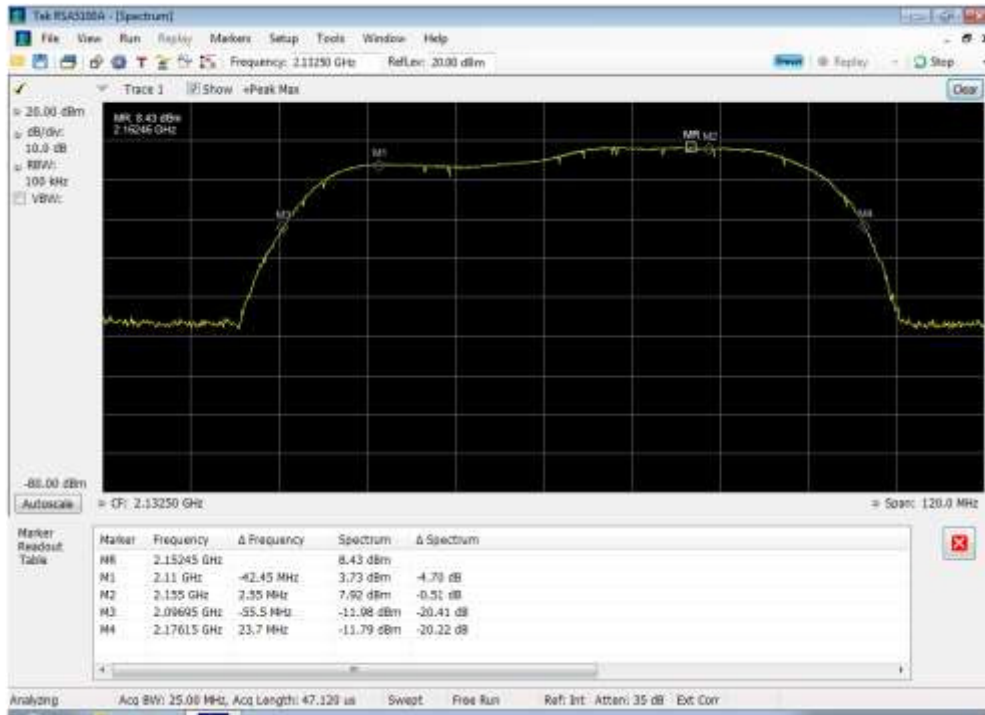 Tek RSA5100A - [Spectrum]
File View Run Replay Markers Setup Tools Window Help
Frequency: 2.13250 GHz RefLev: 20.00 dBm
Replay Stop
Trace 1 Show +Peak Max Clear
20.00 dBm
dB/div:
10.0 dB
RBW:
100 kHz
VBW:
MR: 8.43 dBm
M1
MR M2
M3
M4
-80.00 dBm
Autoscale CF: 2.13250 GHz Span: 120.0 MHz
Marker
Readout
Table
Marker Frequency Δ Frequency Spectrum Δ Spectrum
MR 2.15245 GHz 8.43 dBm
M1 2.11 GHz -42.45 MHz 3.73 dBm -4.70 dB
M2 2.155 GHz 2.55 MHz 7.92 dBm -0.51 dB
M3 2.09695 GHz -55.5 MHz -11.98 dBm -20.41 dB
M4 2.17615 GHz 23.7 MHz -11.79 dBm -20.22 dB
Analyzing Acq BW: 25.00 MHz, Acq Length: 47.120 us Swept Free Run Ref: Int Atten: 35 dB Ext Corr